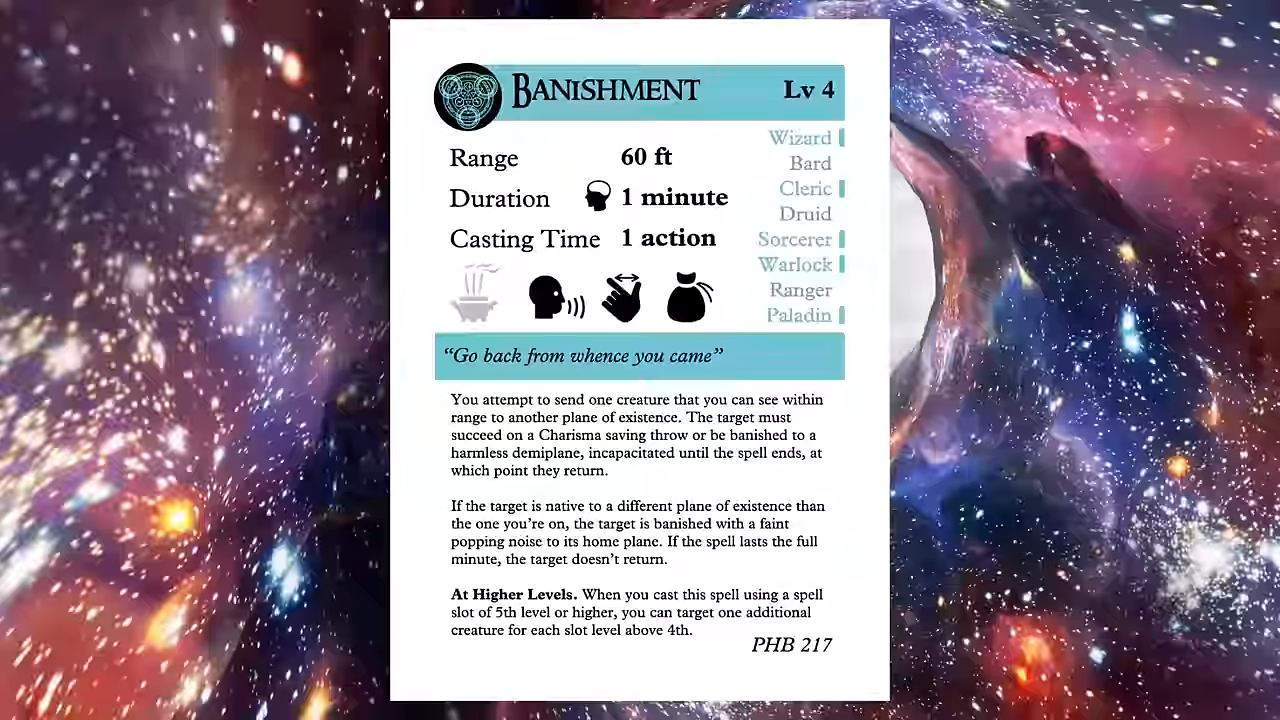 BANISHMENT
Lv 4
Range 60 ft
Duration 1 minute
Casting Time 1 action
Wizard
Bard
Cleric
Druid
Sorcerer
Warlock
Ranger
Paladin
“Go back from whence you came”
You attempt to send one creature that you can see within
range to another plane of existence. The target must
succeed on a Charisma saving throw or be banished to a
harmless demiplane, incapacitated until the spell ends, at
which point they return.
If the target is native to a different plane of existence than
the one you’re on, the target is banished with a faint
popping noise to its home plane. If the spell lasts the full
minute, the target doesn’t return.
At Higher Levels. When you cast this spell using a spell
slot of 5th level or higher, you can target one additional
creature for each slot level above 4th.
PHB 217